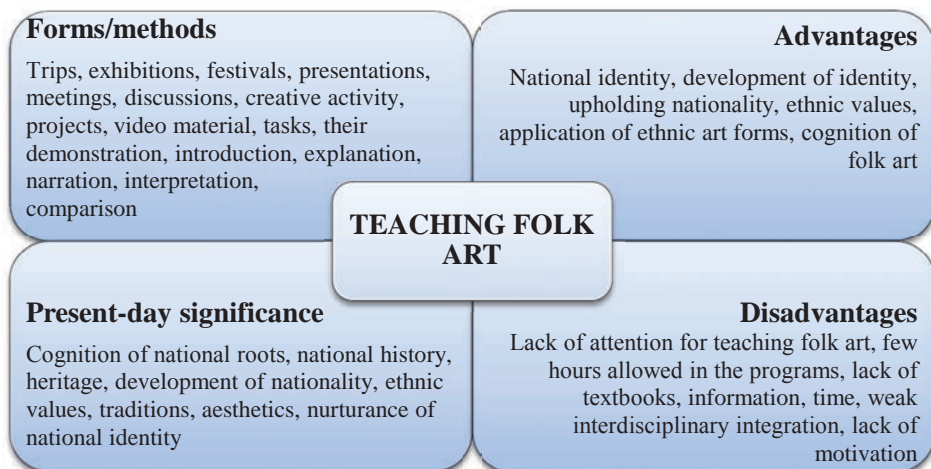 Forms/methods
Trips, exhibitions, festivals, presentations,
meetings, discussions, creative activity,
projects, video material, tasks, their
demonstration, introduction, explanation,
narration, interpretation,
comparison
Advantages
National identity, development of identity,
upholding nationality, ethnic values,
application of ethnic art forms, cognition of
folk art
TEACHING FOLK
ART
Present-day significance
Cognition of national roots, national history,
heritage, development of nationality, ethnic
values, traditions, aesthetics, nurturance of
national identity
Disadvantages
Lack of attention for teaching folk art, few
hours allowed in the programs, lack of
textbooks, information, time, weak
interdisciplinary integration, lack of
motivation